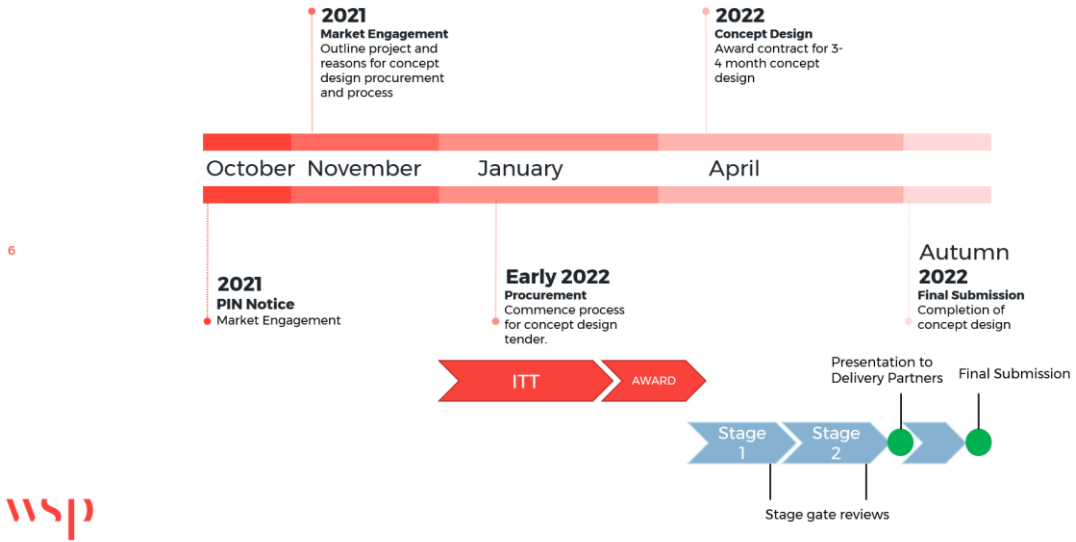 2021
Market Engagement
Outline project and
reasons for concept
design procurement
and process
2022
Concept Design
Award contract for 3-
4 month concept
design
October November January April
6
2021
PIN Notice
Market Engagement
Early 2022
Procurement
Commence process
for concept design
tender.
Autumn
2022
Final Submission
Completion of
concept design
ITT
AWARD
Presentation to
Delivery Partners
Final Submission
Stage
1
Stage
2
Stage gate reviews
wsp